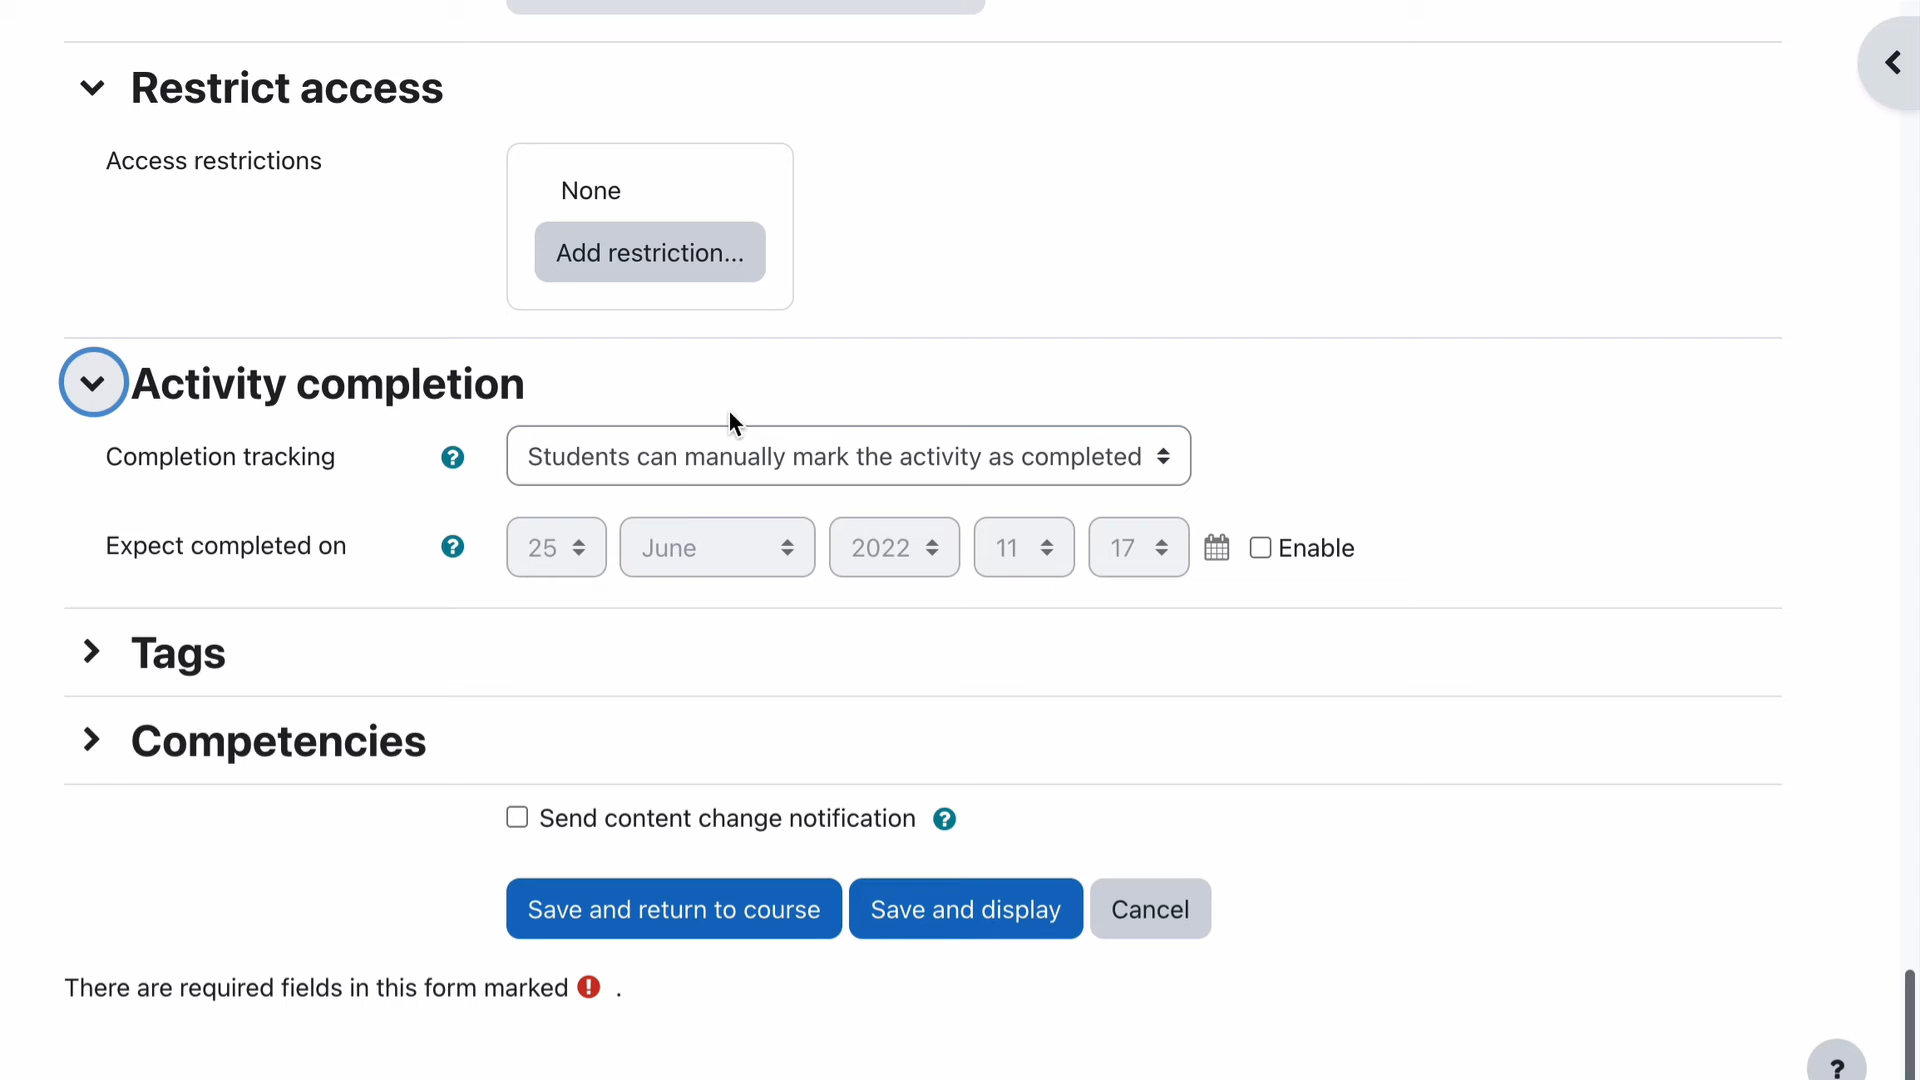 Restrict access
Access restrictions
None
Add restriction...
Activity completion
Completion tracking ? Students can manually mark the activity as completed
Expect completed on ? 25 June 2022 11 17 Enable
Tags
Competencies
Send content change notification ?
Save and return to course Save and display Cancel
There are required fields in this form marked ! .
?